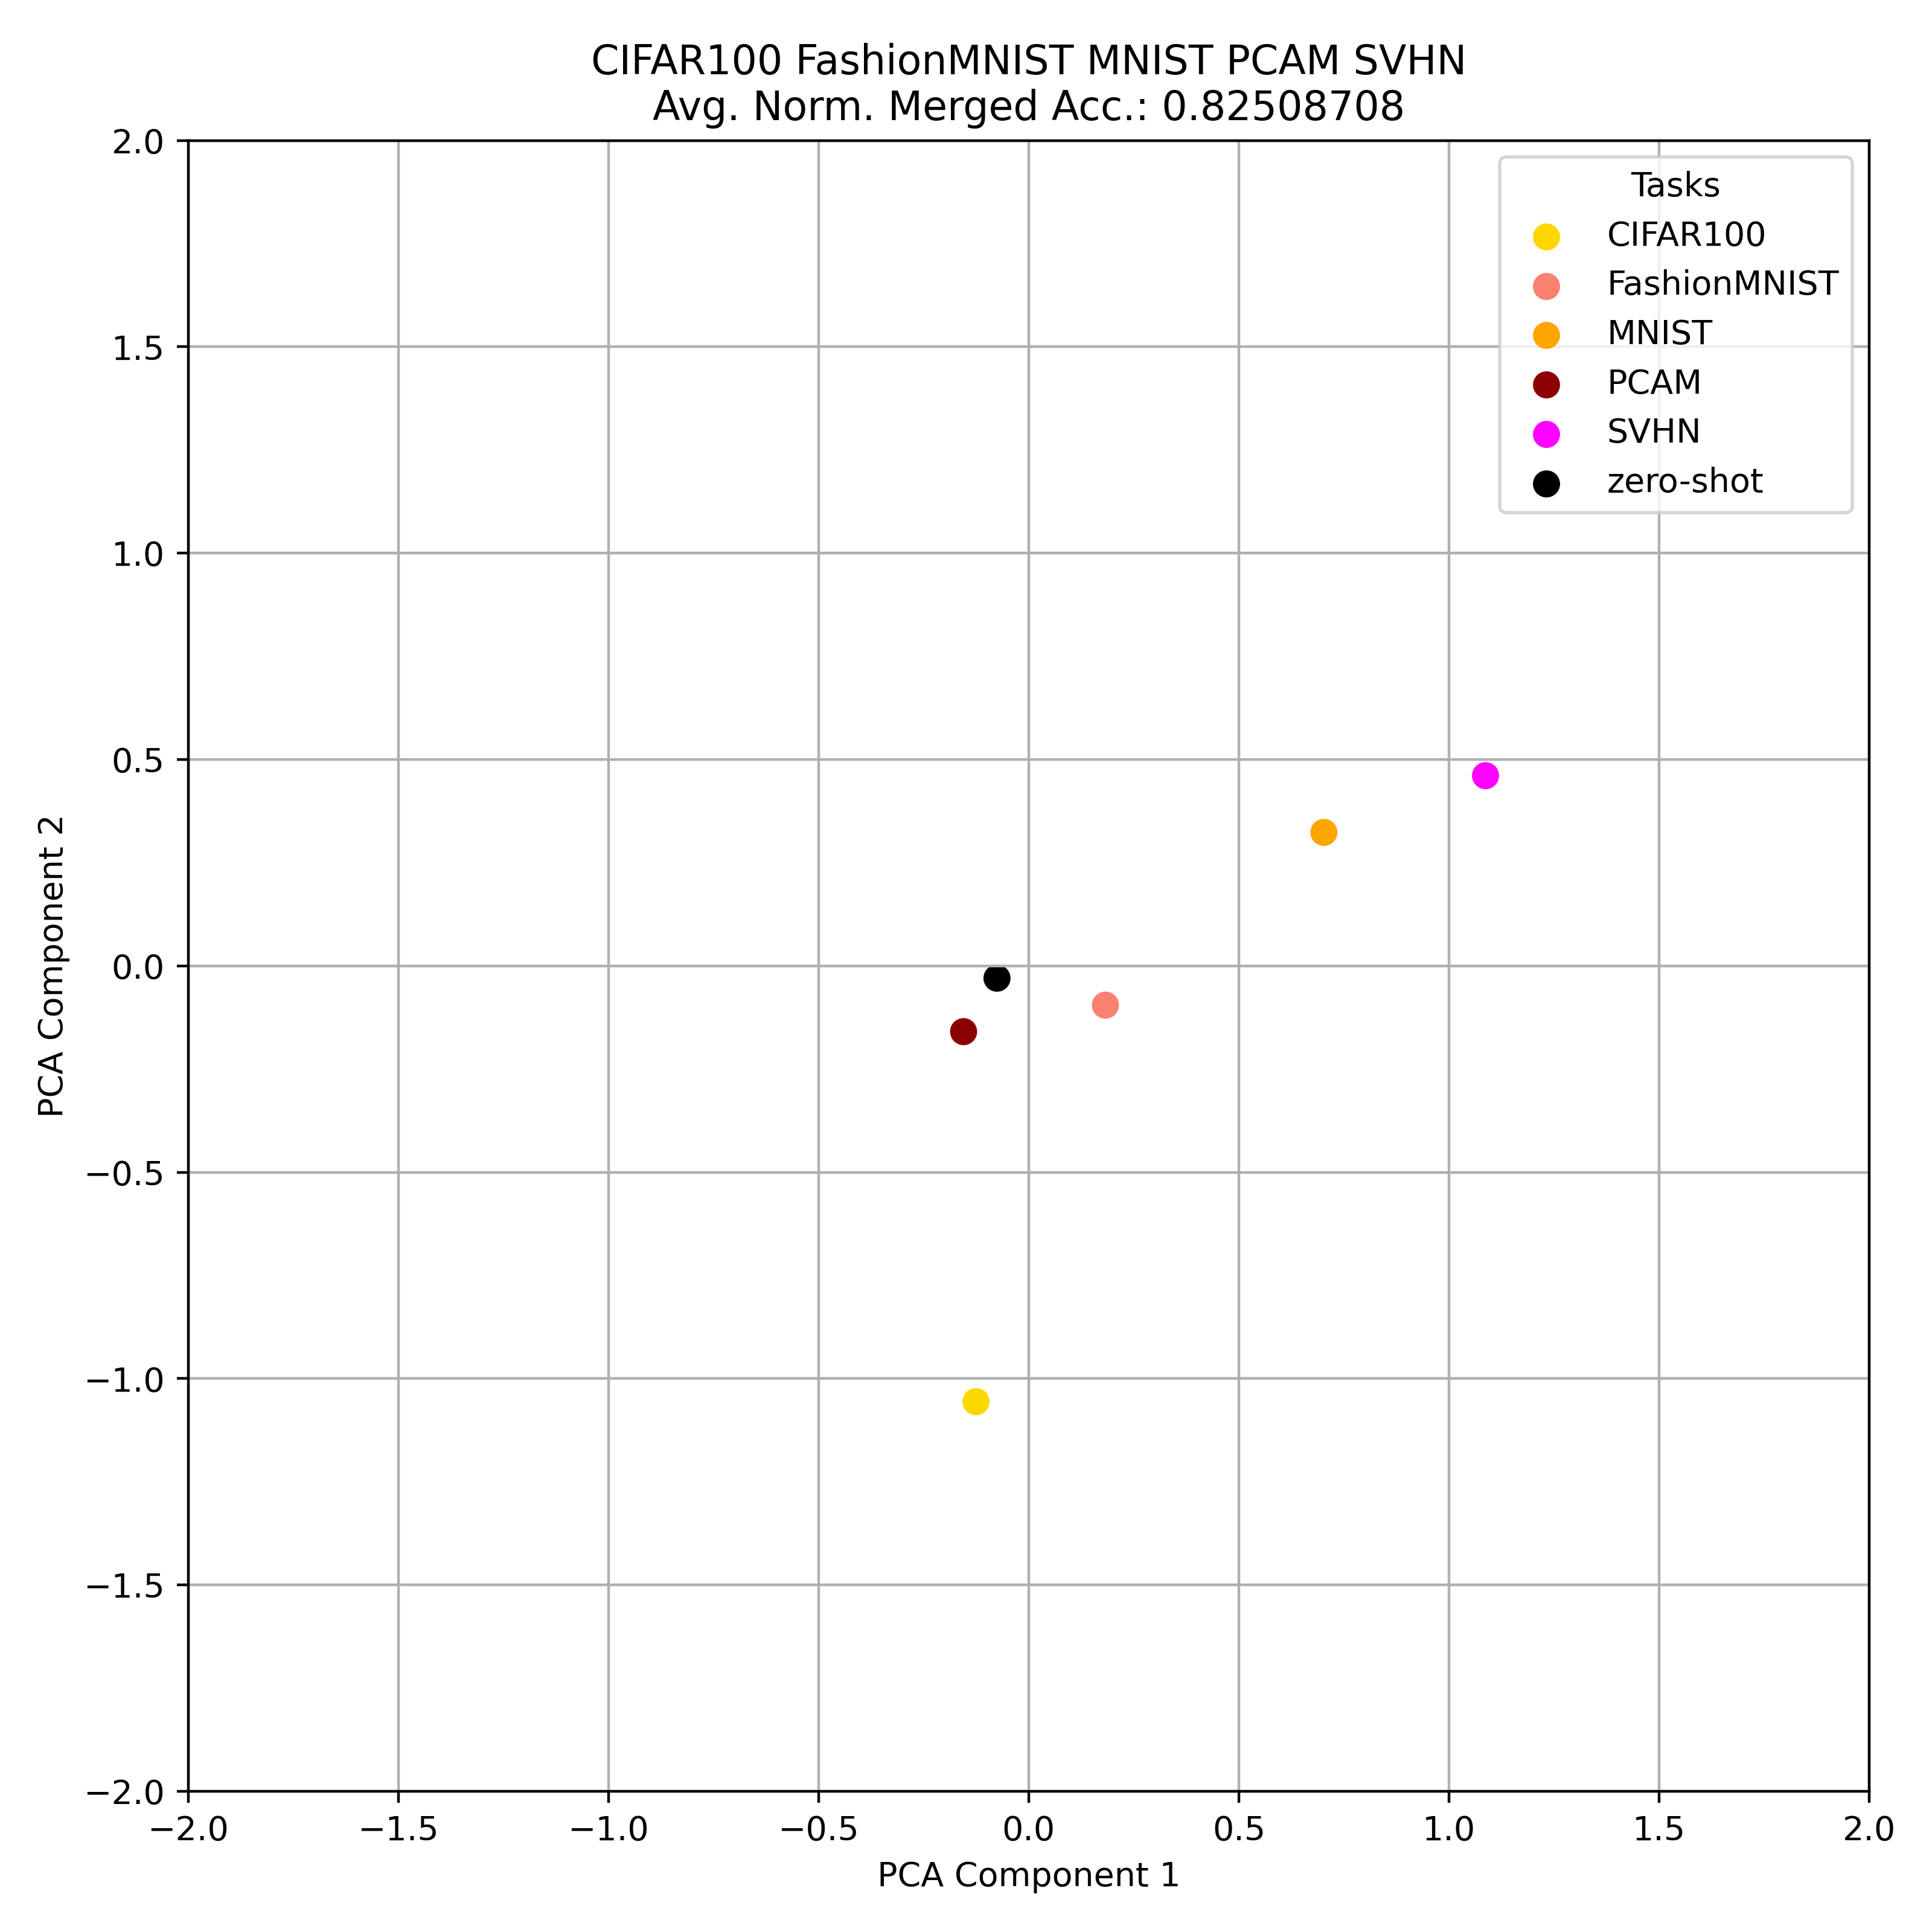 CIFAR100 FashionMNIST MNIST PCAM SVHN
Avg. Norm. Merged Acc.: 0.82508708
Tasks
CIFAR100
FashionMNIST
MNIST
PCAM
SVHN
zero-shot
2.0
1.5
1.0
0.5
0.0
−0.5
−1.0
−1.5
−2.0
PCA Component 2
−2.0 −1.5 −1.0 −0.5 0.0 0.5 1.0 1.5 2.0
PCA Component 1